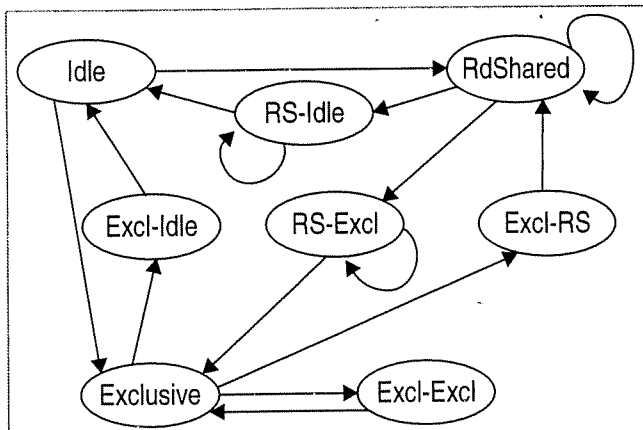 Idle
RdShared
RS-Idle
Excl-Idle
RS-Excl
Excl-RS
Exclusive
Excl-Excl